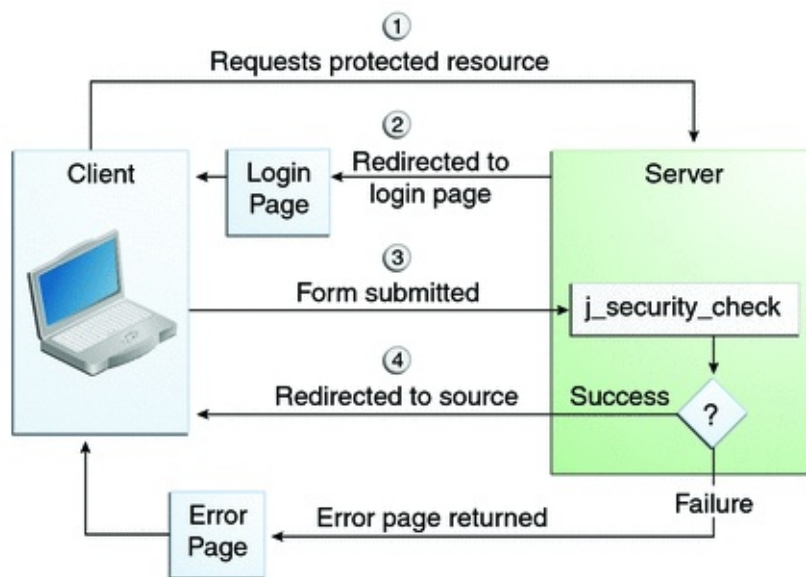 1
Requests protected resource
2
Client
Login
Page
Redirected to
login page
Server
3
Form submitted
j_security_check
4
Redirected to source
Success
?
Failure
Error
Page
Error page returned